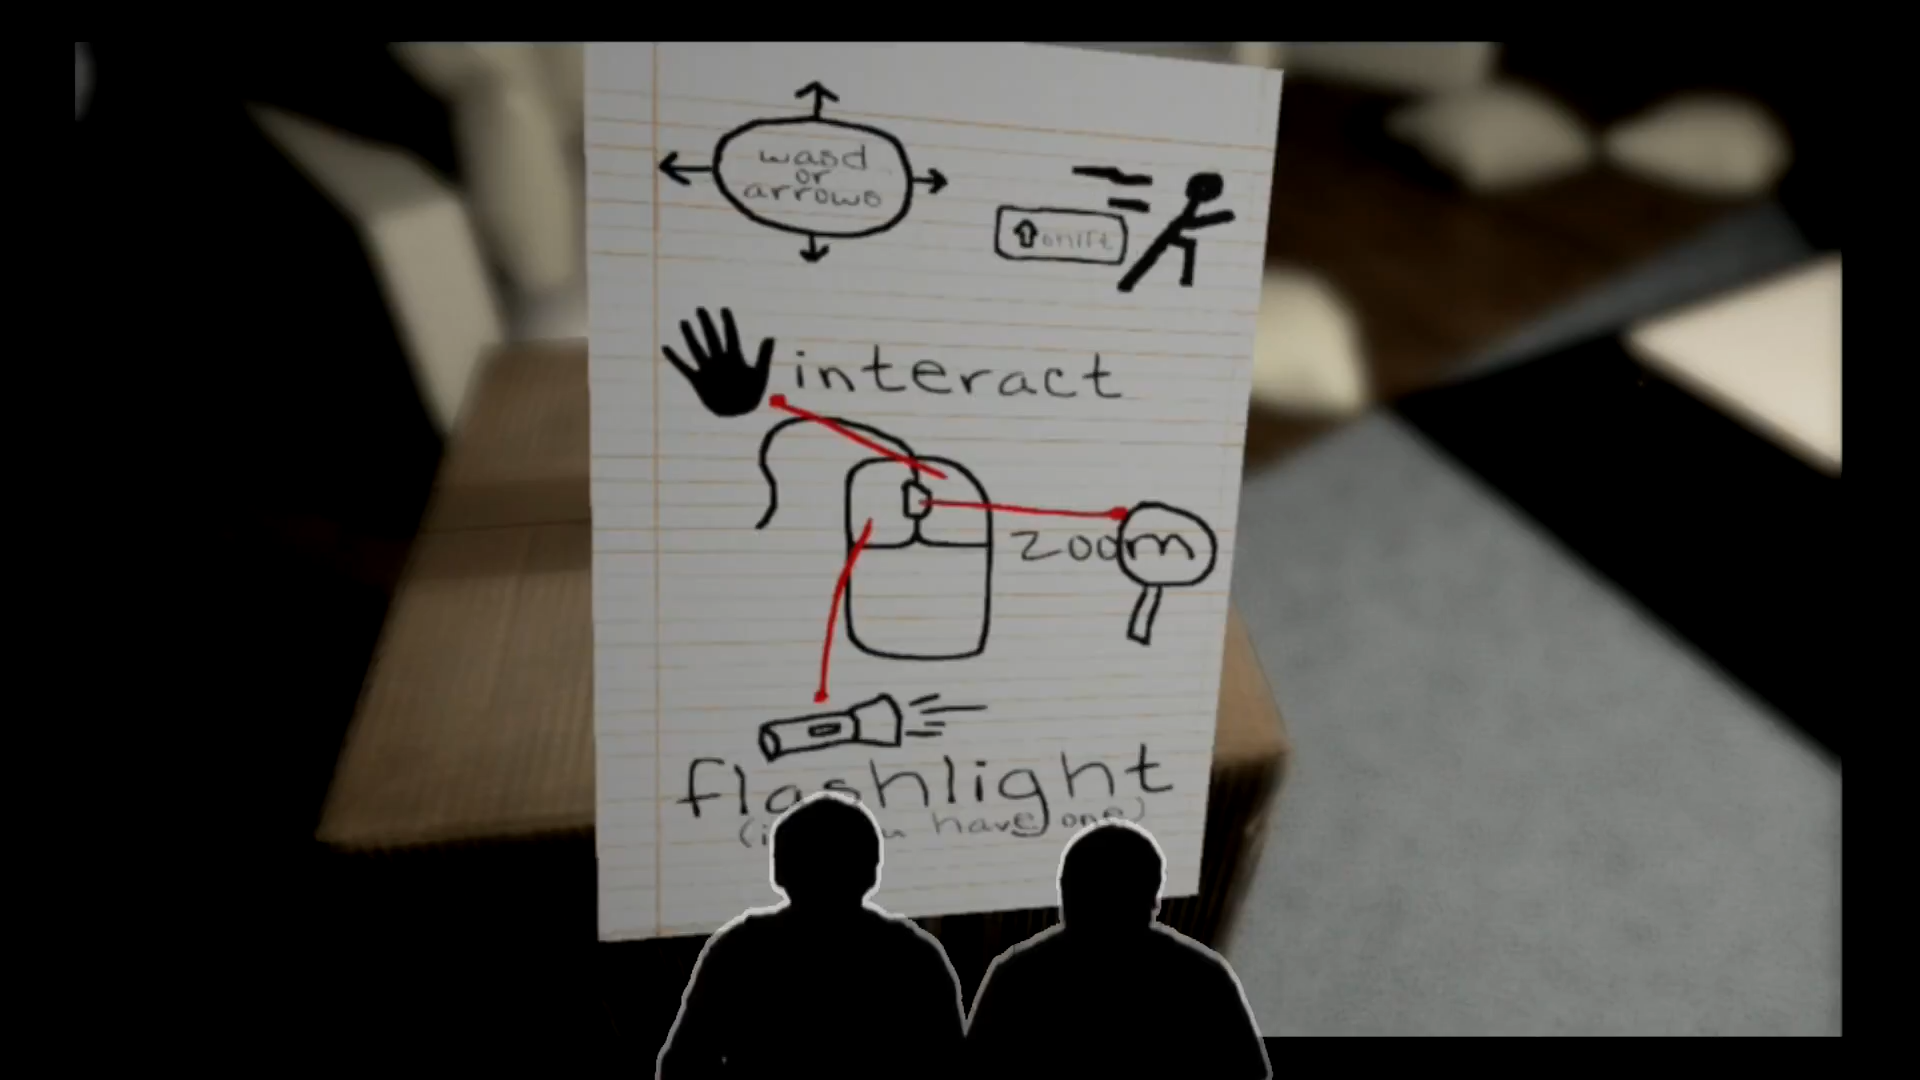 wasd
or
arrows
shift
interact
zoom
flashlight
have one)